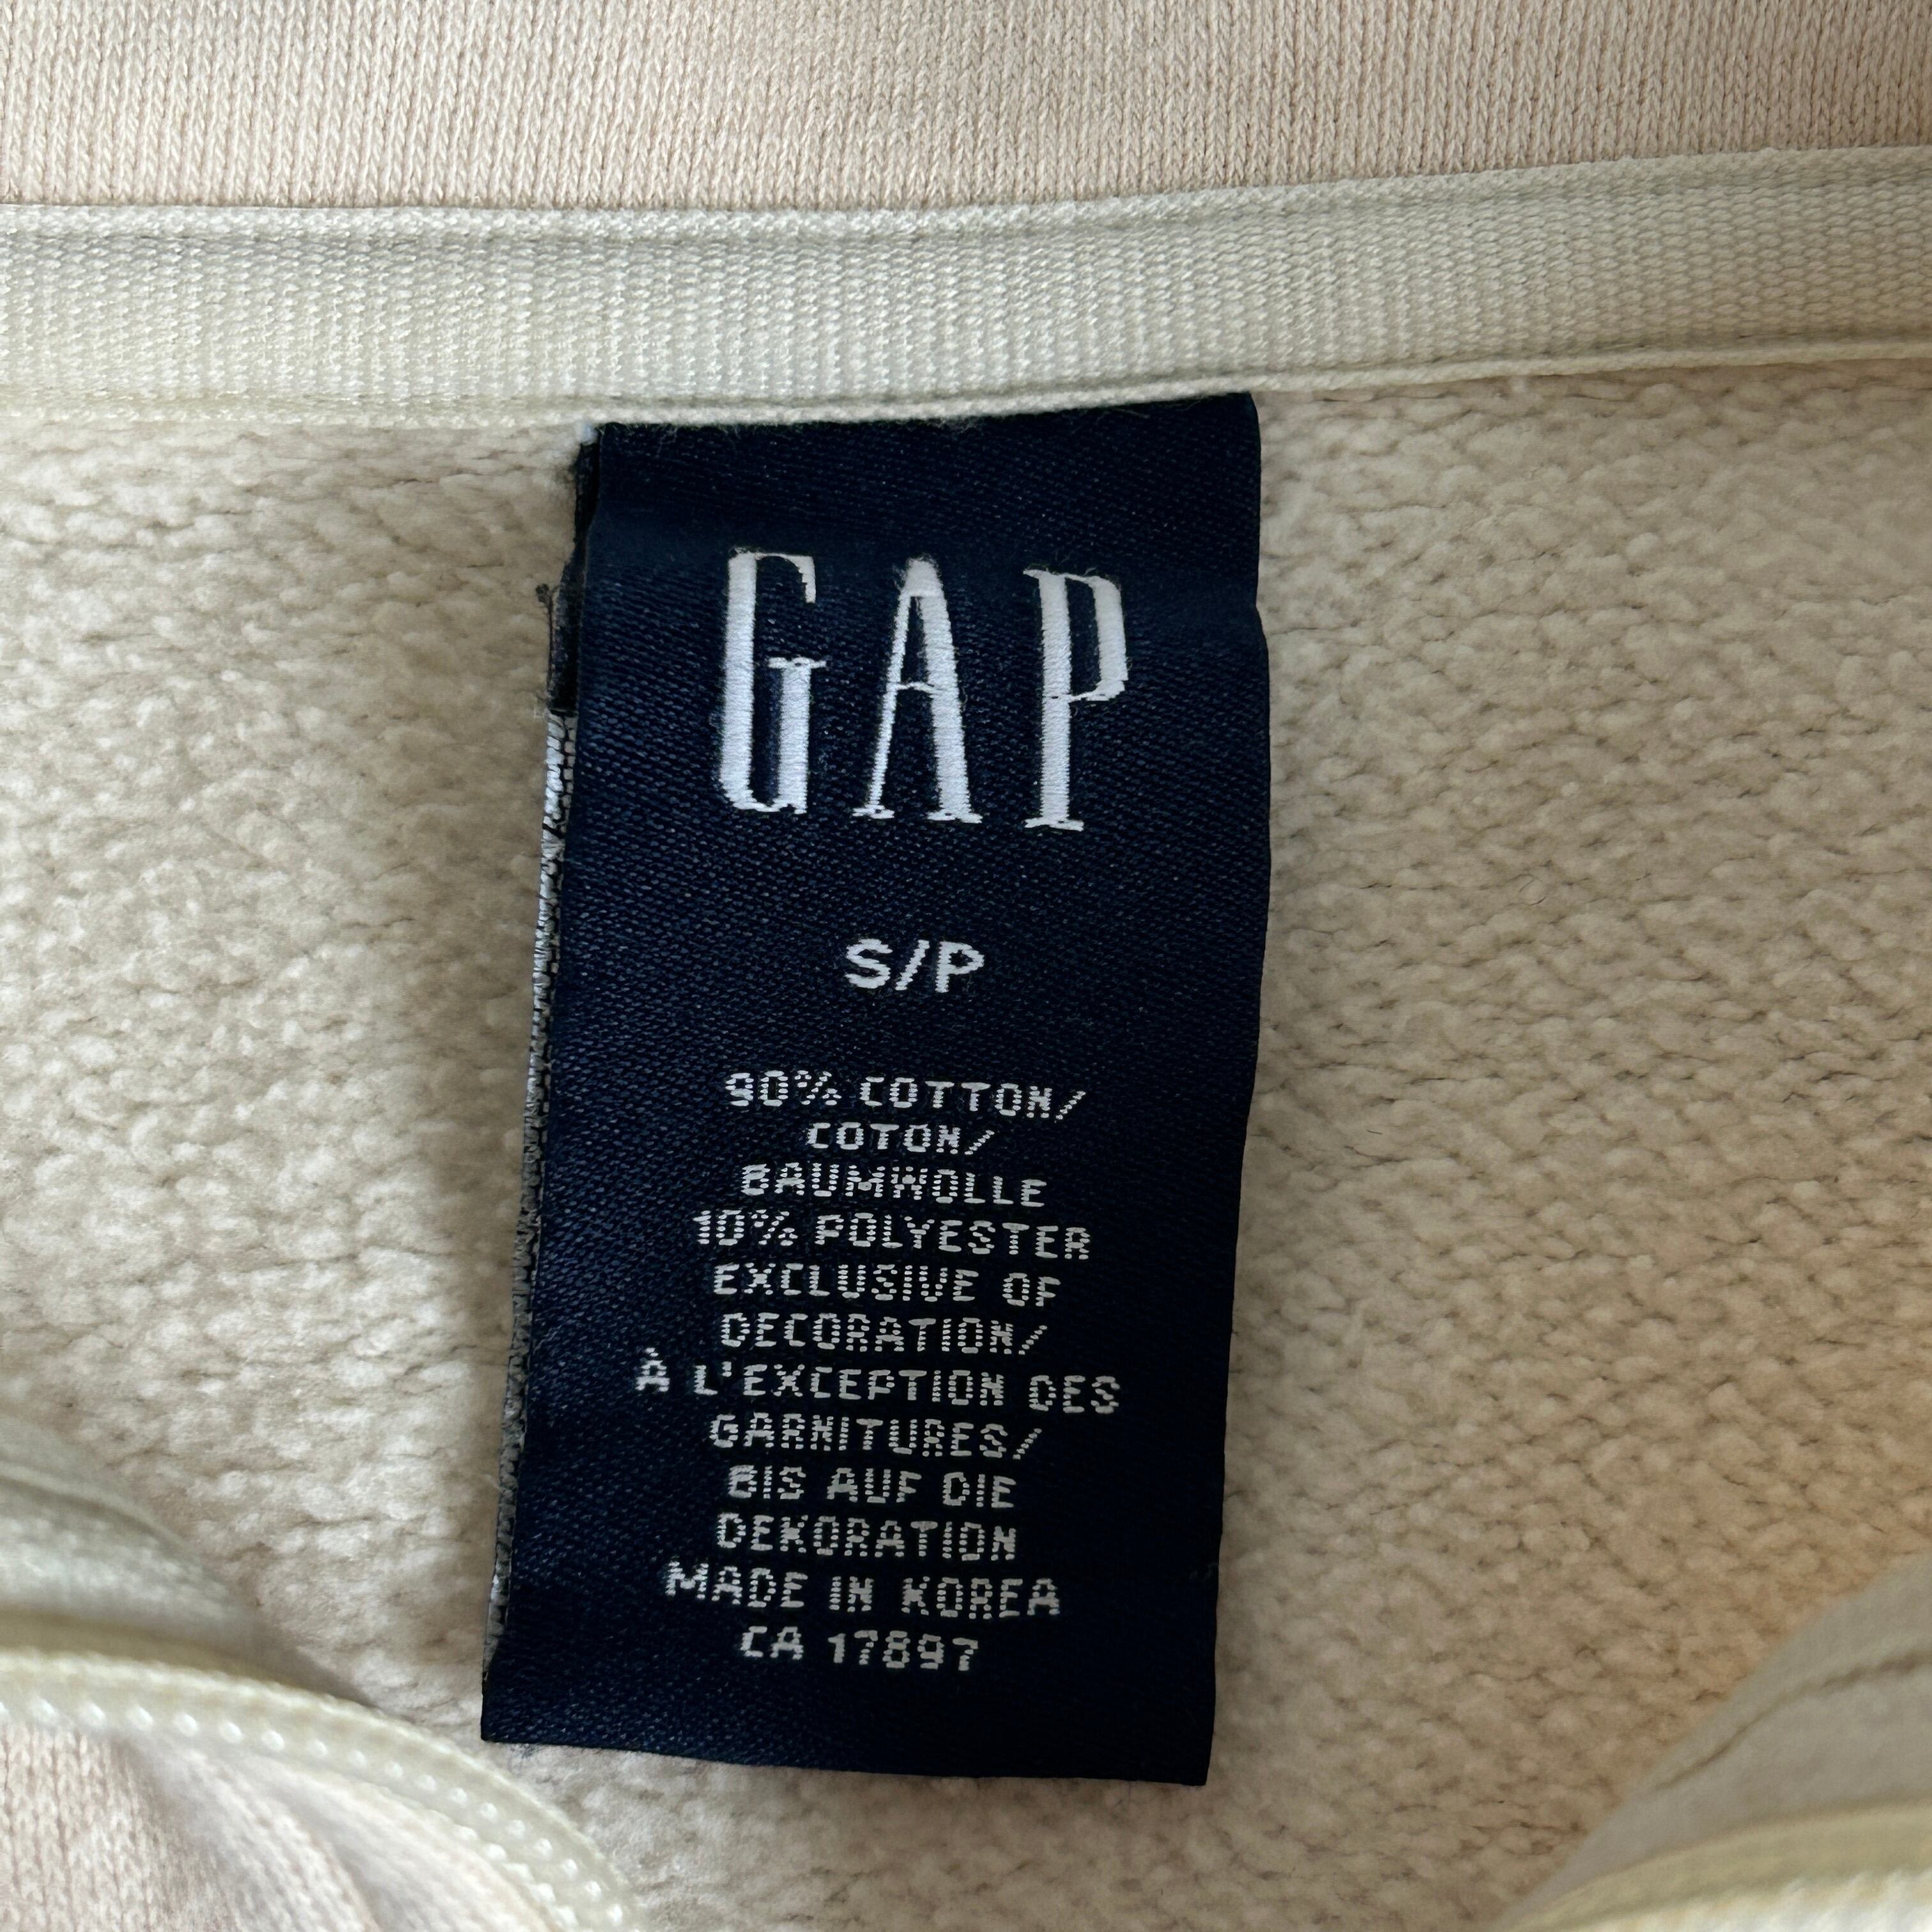 GAP
S/P
90% COTTON/
COTON/
BAUMWOLLE
10% POLYESTER
EXCLUSIVE OF
DECORATION/
À L'EXCEPTION DES
GARNITURES/
BIS AUF DIE
DEKORATION
MADE IN KOREA
CA 17897